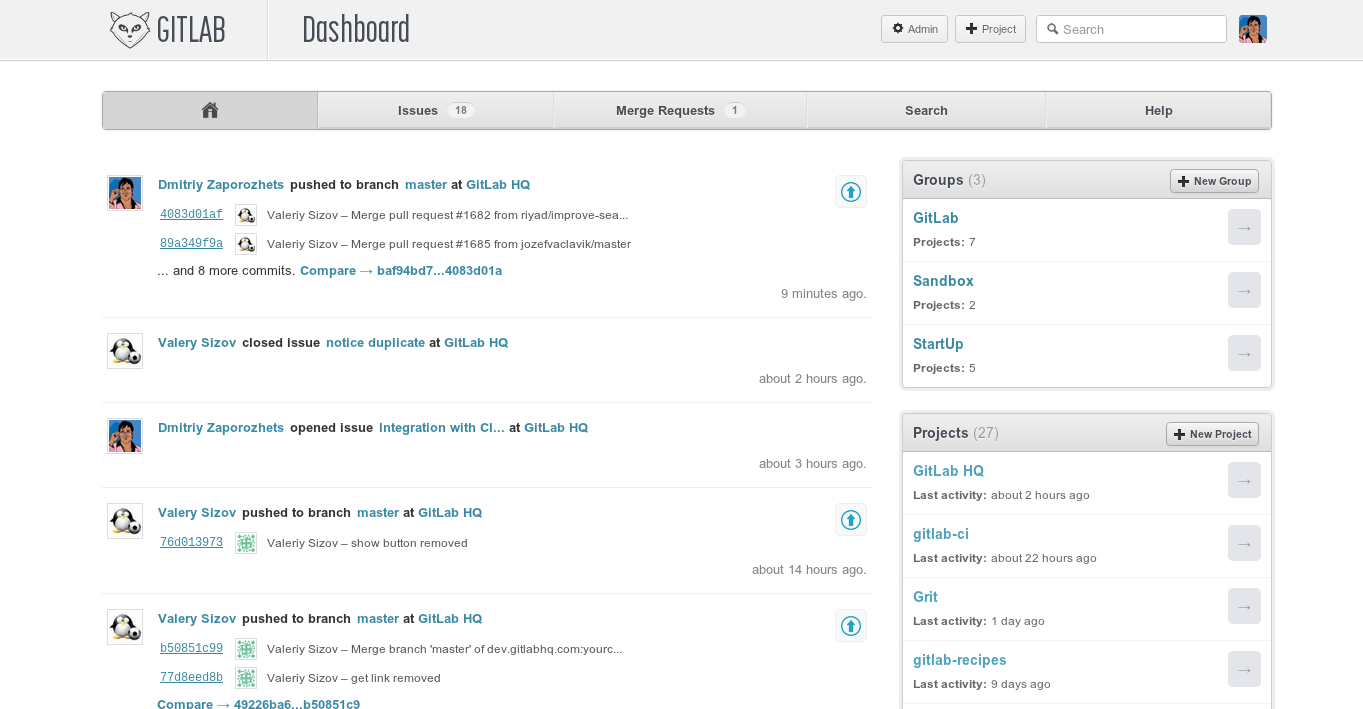 GITLAB
Dashboard
Admin
Project
Search
Issues 18
Merge Requests 1
Search
Help
Dmitriy Zaporozhets pushed to branch master at GitLab HQ
4083d01af Valeriy Sizov – Merge pull request #1682 from riyad/improve-sea...
89a349f9a Valeriy Sizov – Merge pull request #1685 from jozefvaclavik/master
... and 8 more commits. Compare → baf94bd7...4083d01a
9 minutes ago.
Valery Sizov closed issue notice duplicate at GitLab HQ
about 2 hours ago.
Dmitriy Zaporozhets opened issue Integration with CI... at GitLab HQ
about 3 hours ago.
Valery Sizov pushed to branch master at GitLab HQ
76d013973 Valeriy Sizov – show button removed
about 14 hours ago.
Valery Sizov pushed to branch master at GitLab HQ
b50851c99 Valeriy Sizov – Merge branch 'master' of dev.gitlabhq.com:yourc...
77d8eed8b Valeriy Sizov – get link removed
Compare → 49226ba6...b50851c9
Groups (3)
New Group
GitLab
Projects: 7
→
Sandbox
Projects: 2
→
StartUp
Projects: 5
→
Projects (27)
New Project
GitLab HQ
Last activity: about 2 hours ago
→
gitlab-ci
Last activity: about 22 hours ago
→
Grit
Last activity: 1 day ago
→
gitlab-recipes
Last activity: 9 days ago
→